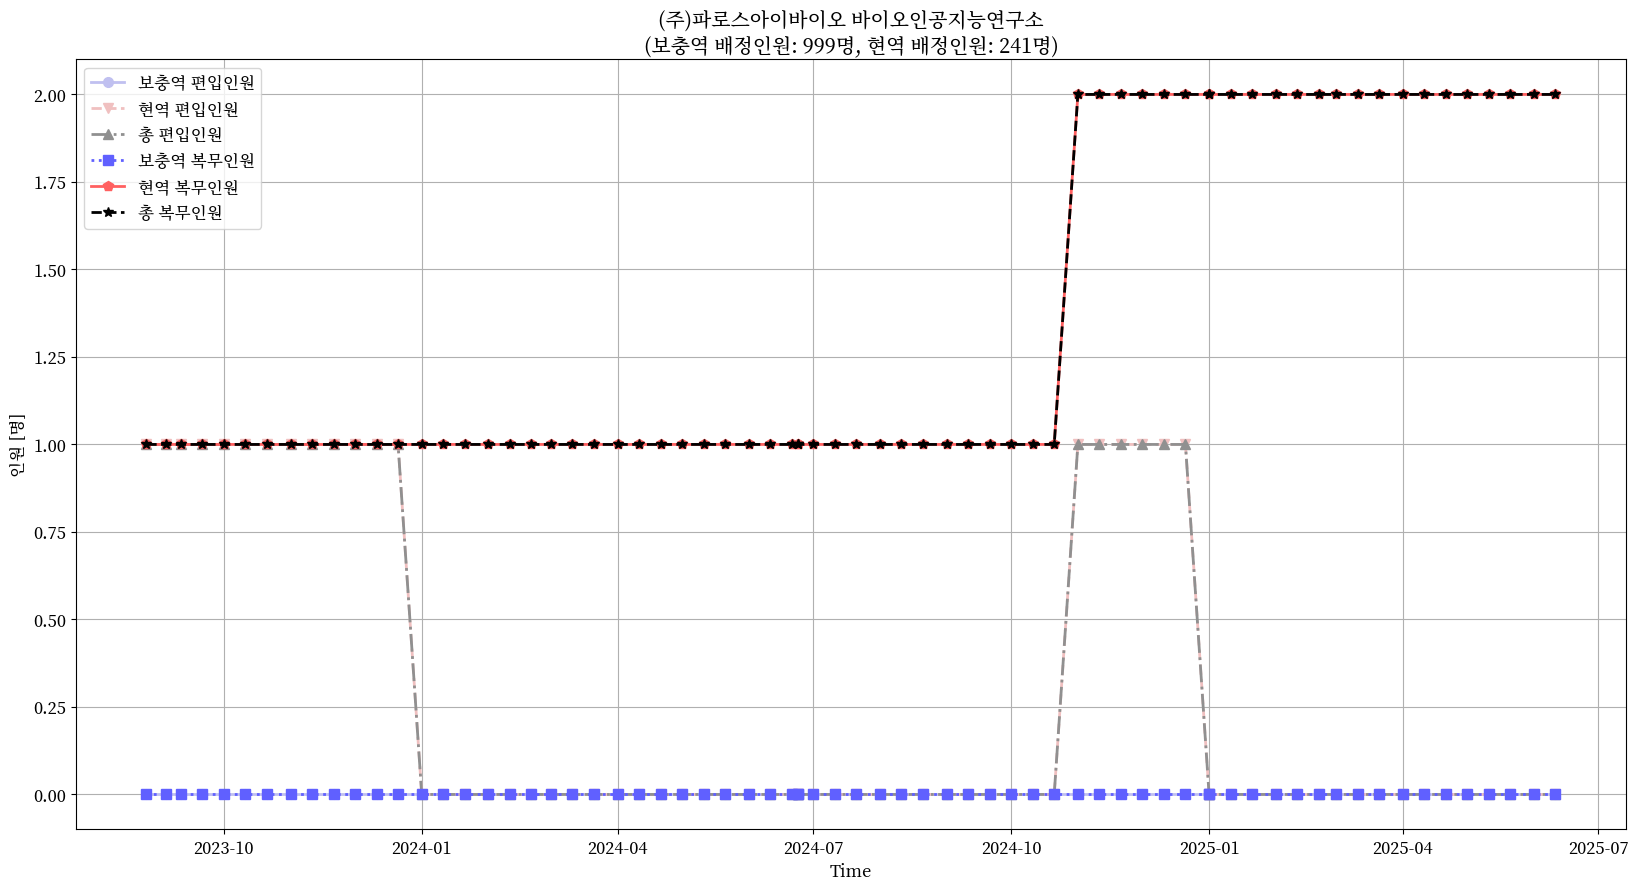 (주)파로스아이바이오 바이오인공지능연구소
(보충역 배정인원: 999명, 현역 배정인원: 241명)
보충역 편입인원
현역 편입인원
총 편입인원
보충역 복무인원
현역 복무인원
총 복무인원
2.00
1.75
1.50
1.25
1.00
0.75
0.50
0.25
0.00
인원 [명]
2023-10
2024-01
2024-04
2024-07
2024-10
2025-01
2025-04
2025-07
Time